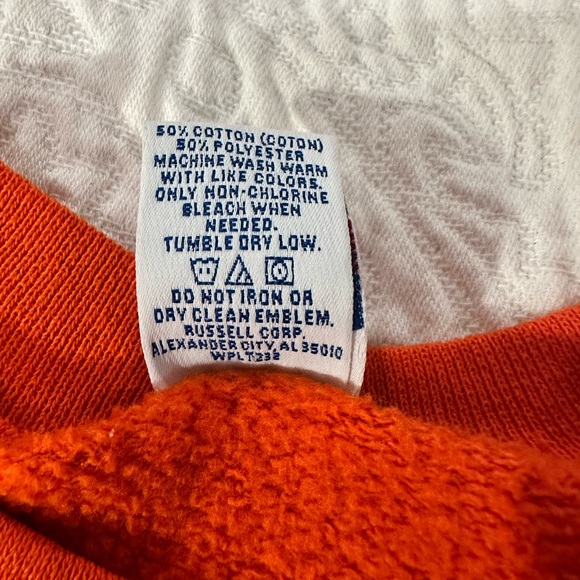 50% COTTON (COTON)
50% POLYESTER
MACHINE WASH WARM
WITH LIKE COLORS.
ONLY NON-CHLORINE
BLEACH WHEN
NEEDED.
TUMBLE DRY LOW.
DO NOT IRON OR
DRY CLEAN EMBLEM.
RUSSELL CORP.
ALEXANDER CITY, AL 35010
WPLT232